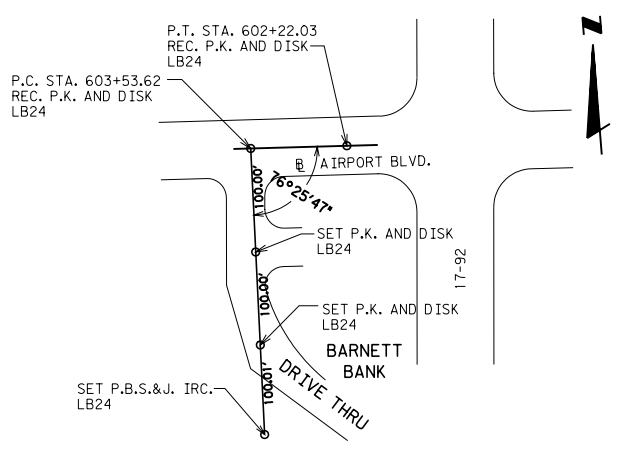 P.T. STA. 602+22.03
REC. P.K. AND DISK
LB24
N
P.C. STA. 603+53.62
REC. P.K. AND DISK
LB24
BL AIRPORT BLVD.
100.00'
76°25'47"
SET P.K. AND DISK
LB24
17-92
100.00'
SET P.K. AND DISK
LB24
BARNETT
BANK
DRIVE THRU
100.01'
SET P.B.S.&J. IRC.
LB24